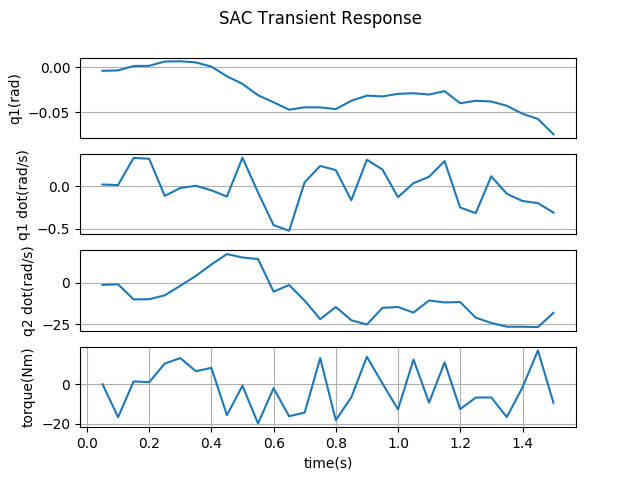 SAC Transient Response
q1(rad)
0.00
−0.05
q1 dot(rad/s)
0.0
−0.5
q2 dot(rad/s)
0
−25
torque(Nm)
0
−20
0.0 0.2 0.4 0.6 0.8 1.0 1.2 1.4
time(s)